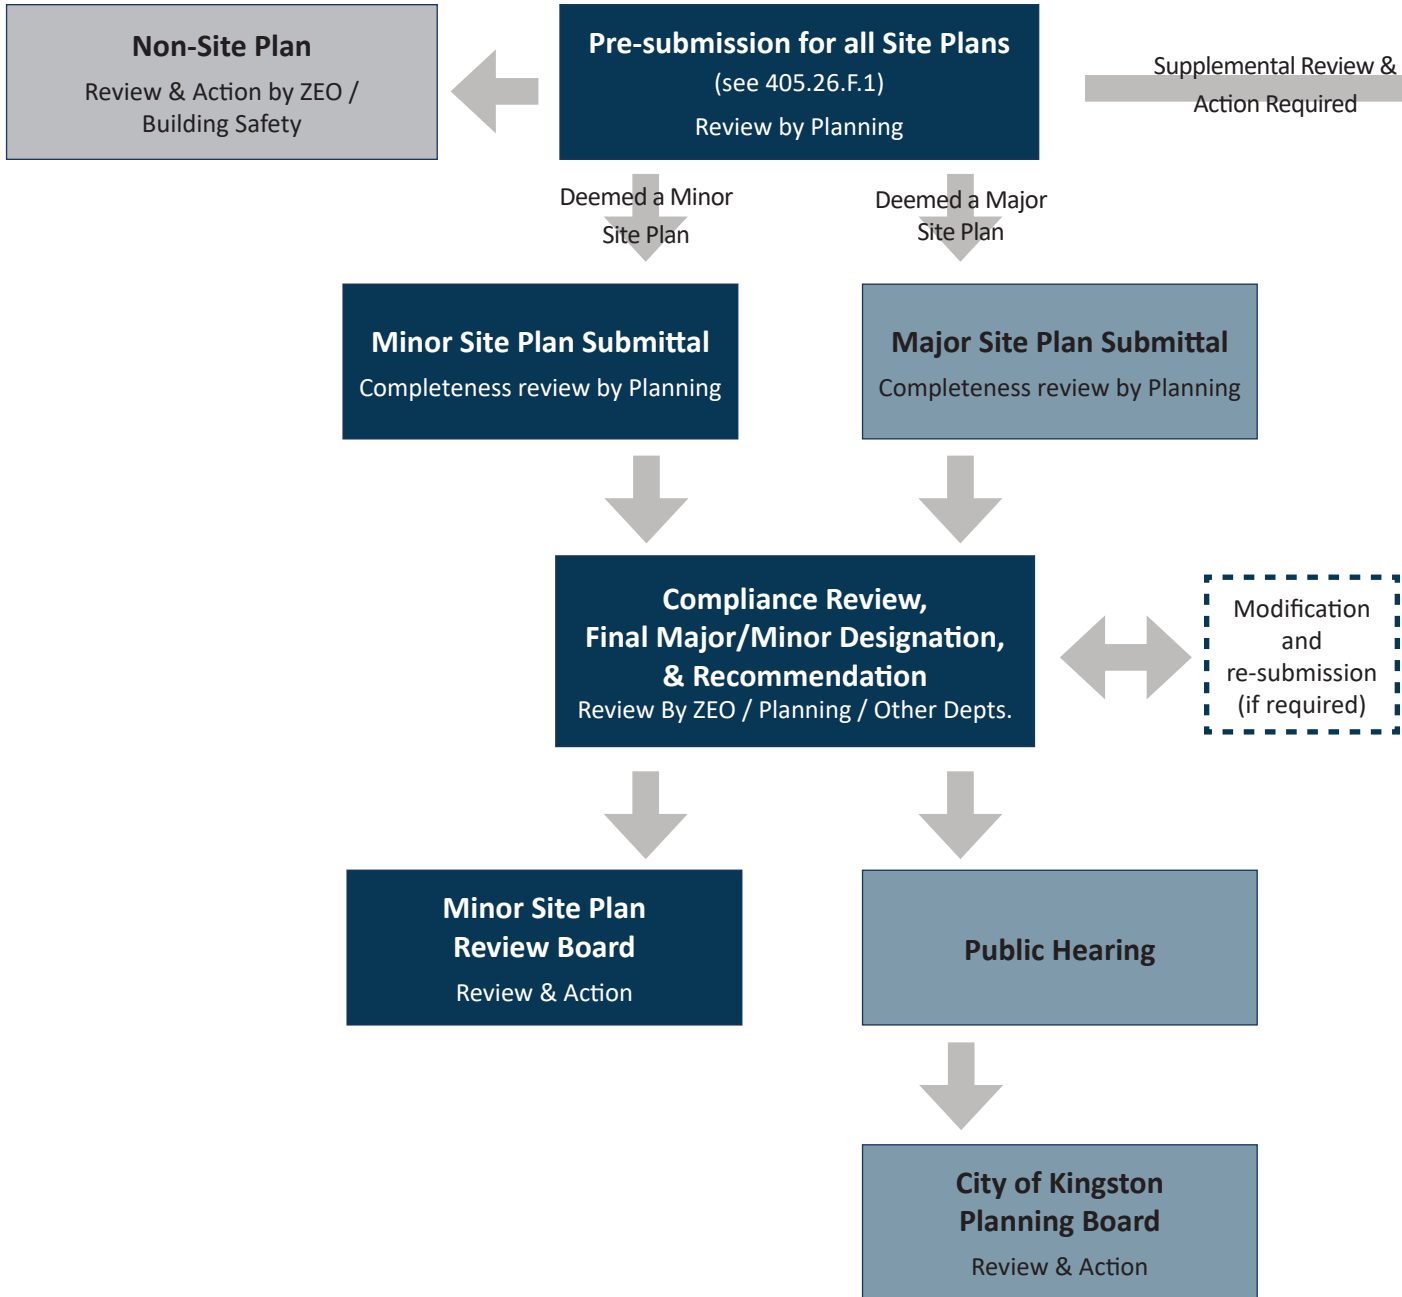 Non-Site Plan
Review & Action by ZEO /
Building Safety
Pre-submission for all Site Plans
(see 405.26.F.1)
Review by Planning
Supplemental Review &
Action Required
Deemed a Minor
Site Plan
Deemed a Major
Site Plan
Minor Site Plan Submittal
Completeness review by Planning
Major Site Plan Submittal
Completeness review by Planning
Compliance Review,
Final Major/Minor Designation,
& Recommendation
Review By ZEO / Planning / Other Depts.
Modification
and
re-submission
(if required)
Minor Site Plan
Review Board
Review & Action
Public Hearing
City of Kingston
Planning Board
Review & Action